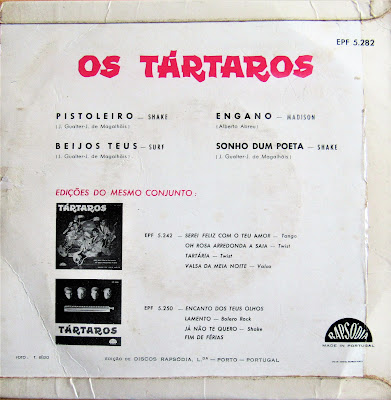 EPF 5.282
OS TÁRTAROS
PISTOLEIRO — SHAKE
(J. Gualter-J. de Magalhãis)
ENGANO — MADISON
(Alberto Abreu)
BEIJOS TEUS — SURF
(J. Gualter-J. de Magalhãis)
SONHO DUM POETA — SHAKE
(J. Gualter-J. de Magalhãis)
EDIÇÕES DO MESMO CONJUNTO:
TÁRTAROS
EPF 5.242 — SEREI FELIZ COM O TEU AMOR — Tango
OH ROSA ARREDONDA A SAIA — Twist
TARTÁRIA — Twist
VALSA DA MEIA NOITE — Valsa
EPF 5.250 — ENCANTO DOS TEUS OLHOS
LAMENTO — Bolero Rock
JÁ NÃO TE QUERO — Shake
FIM DE FÉRIAS
TÁRTAROS
RAPSÓDIA
MADE IN PORTUGAL
EDIÇÃO DE DISCOS RAPSÓDIA, L.DA — PORTO — PORTUGAL